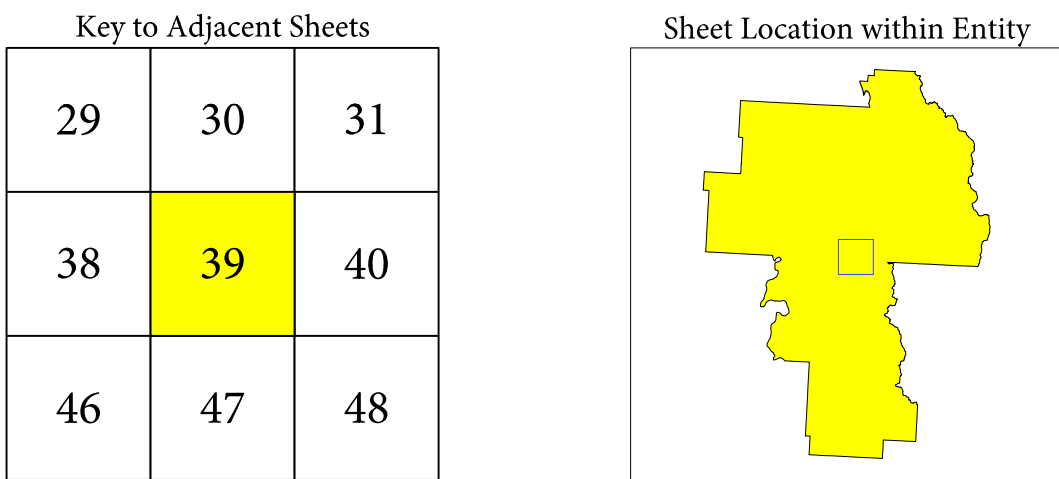 Key to Adjacent Sheets
29 30 31
38 39 40
46 47 48
Sheet Location within Entity